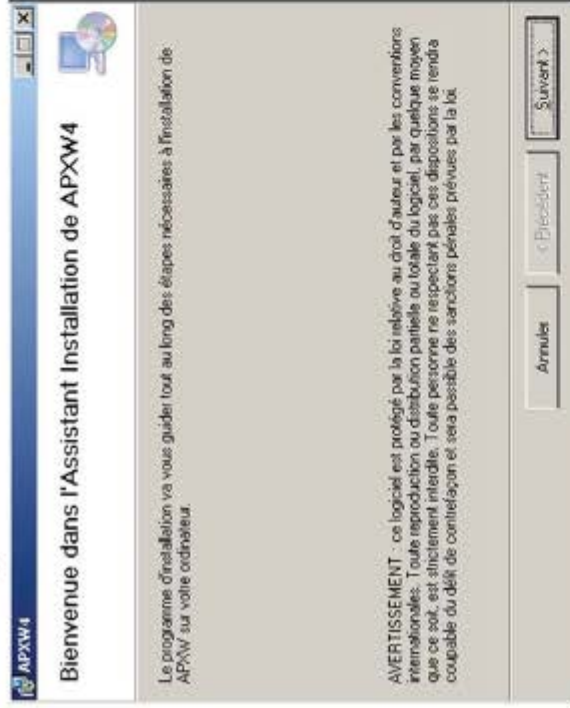 APXW4
Bienvenue dans l'Assistant Installation de APXW4
Le programme d'installation va vous guider tout au long des étapes nécessaires à l'installation de
APXW sur votre ordinateur.
AVERTISSEMENT : ce logiciel est protégé par la loi relative au droit d'auteur et par les conventions
internationales. Toute reproduction ou distribution partielle ou totale du logiciel, par quelque moyen
que ce soit, est strictement interdite. Toute personne ne respectant pas ces dispositions se rendra
coupable du délit de contrefaçon et sera passible des sanctions pénales prévues par la loi.
Annuler
< Précédent
Suivant >